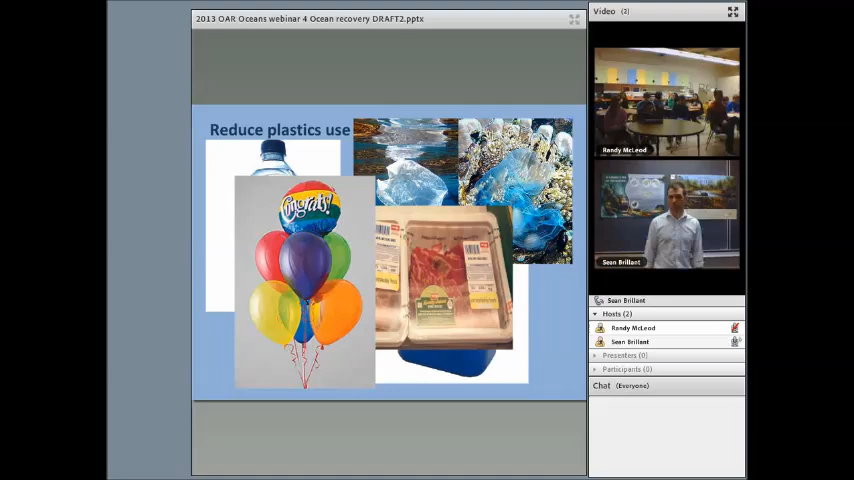 2013 OAR Oceans webinar 4 Ocean recovery DRAFT2.pptx
Reduce plastics use
Congrats!
Video (2)
Randy McLeod
Sean Brillant
Sean Brillant
Hosts (2)
Randy McLeod
Sean Brillant
Presenters (0)
Participants (0)
Chat (Everyone)